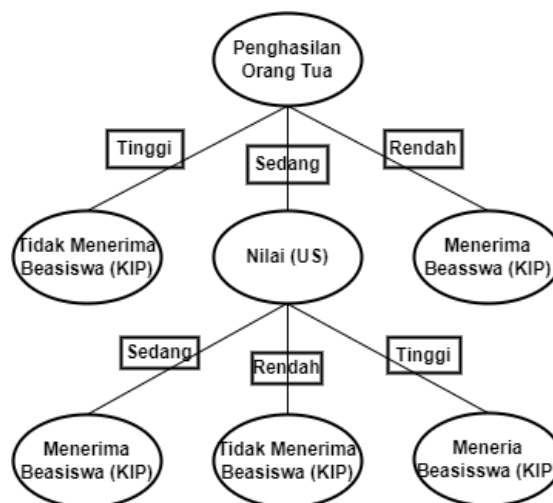 Penghasilan
Orang Tua
Tinggi
Sedang
Rendah
Tidak Menerima
Beasiswa (KIP)
Nilai (US)
Menerima
Beasswa (KIP)
Sedang
Rendah
Tinggi
Menerima
Beasiswa (KIP)
Tidak Menerima
Beasiswa (KIP)
Meneria
Beasisswa (KIP)